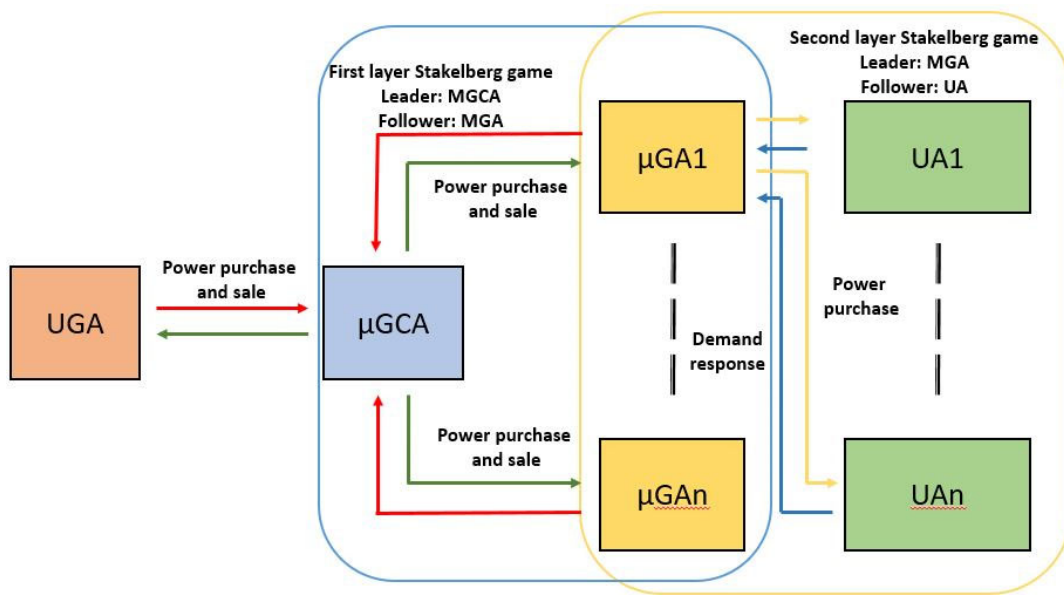 First layer Stakelberg game
Leader: MGCA
Follower: MGA
Second layer Stakelberg game
Leader: MGA
Follower: UA
µGA1
UA1
Power purchase
and sale
Power purchase
and sale
UGA
µGCA
Power
purchase
Demand
response
Power purchase
and sale
µGAn
UAn